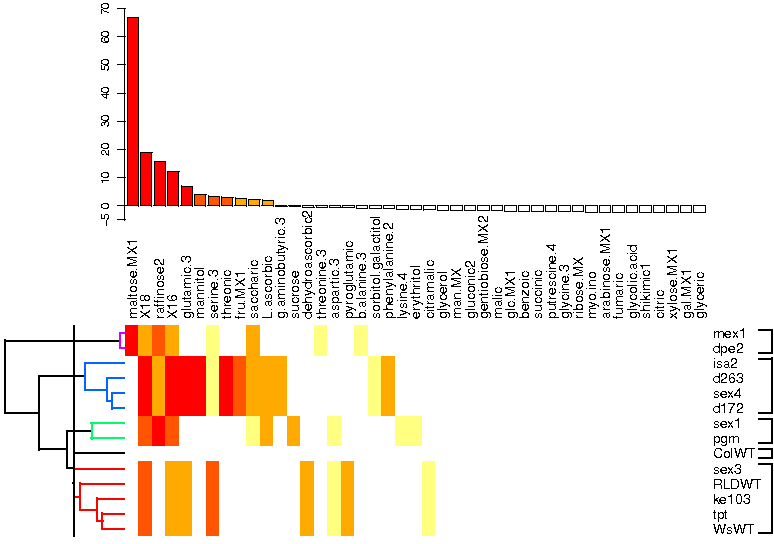 70
60
50
40
30
20
10
0
-5
maltose.MX1
X18
raffinose2
X16
glutamic.3
mannitol
serine.3
threonic
fru.MX1
saccharic
L.ascorbic
g.aminobutyric.3
sucrose
dehydroascorbic2
threonine.3
aspartic.3
pyroglutamic
b.alanine.3
sorbitol.galactitol
phenylalanine.2
lysine.4
erythritol
citramalic
glycerol
man.MX
gluconic2
gentiobiose.MX2
malic
glc.MX1
benzoic
succinic
putrescine.4
glycine.3
ribose.MX
myo.ino
arabinose.MX1
fumaric
glycolic.acid
shikimic1
citric
xylose.MX1
gal.MX1
glyceric
mex1
dpe2
isa2
d263
sex4
d172
sex1
pgm
ColWT
sex3
RLDWT
ke103
tpt
WsWT